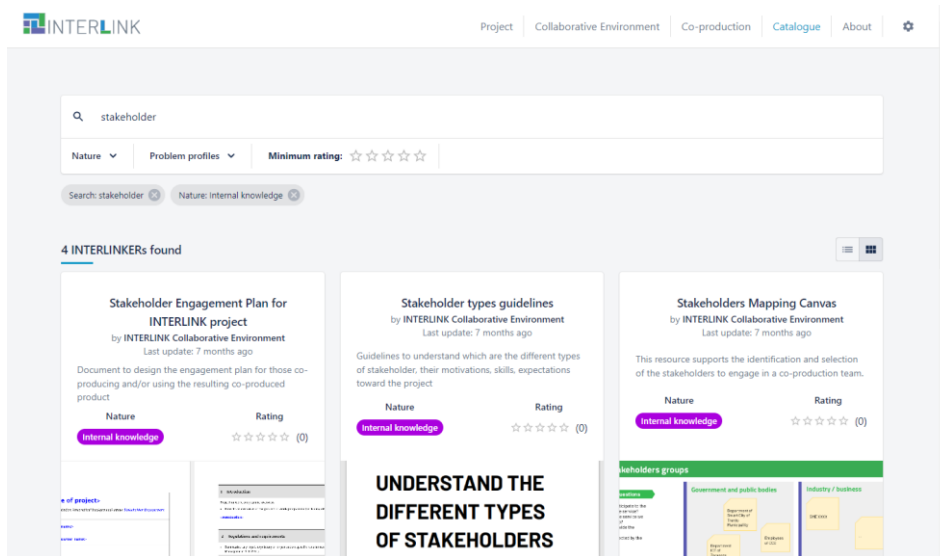 INTERLINK
Project
Collaborative Environment
Co-production
Catalogue
About
stakeholder
Nature
Problem profiles
Minimum rating:
Search: stakeholder
Nature: Internal knowledge
4 INTERLINKERs found
Stakeholder Engagement Plan for
INTERLINK project
by INTERLINK Collaborative Environment
Last update: 7 months ago
Document to design the engagement plan for those co-
producing and/or using the resulting co-produced
product
Nature
Rating
Internal knowledge
(0)
Stakeholder types guidelines
by INTERLINK Collaborative Environment
Last update: 7 months ago
Guidelines to understand which are the different types
of stakeholder, their motivations, skills, expectations
toward the project
Nature
Rating
Internal knowledge
(0)
Stakeholders Mapping Canvas
by INTERLINK Collaborative Environment
Last update: 7 months ago
This resource supports the identification and selection
of the stakeholders to engage in a co-production team.
Nature
Rating
Internal knowledge
(0)
e of project>
UNDERSTAND THE
DIFFERENT TYPES
OF STAKEHOLDERS
keholders groups
Government and public bodies
Industry / business